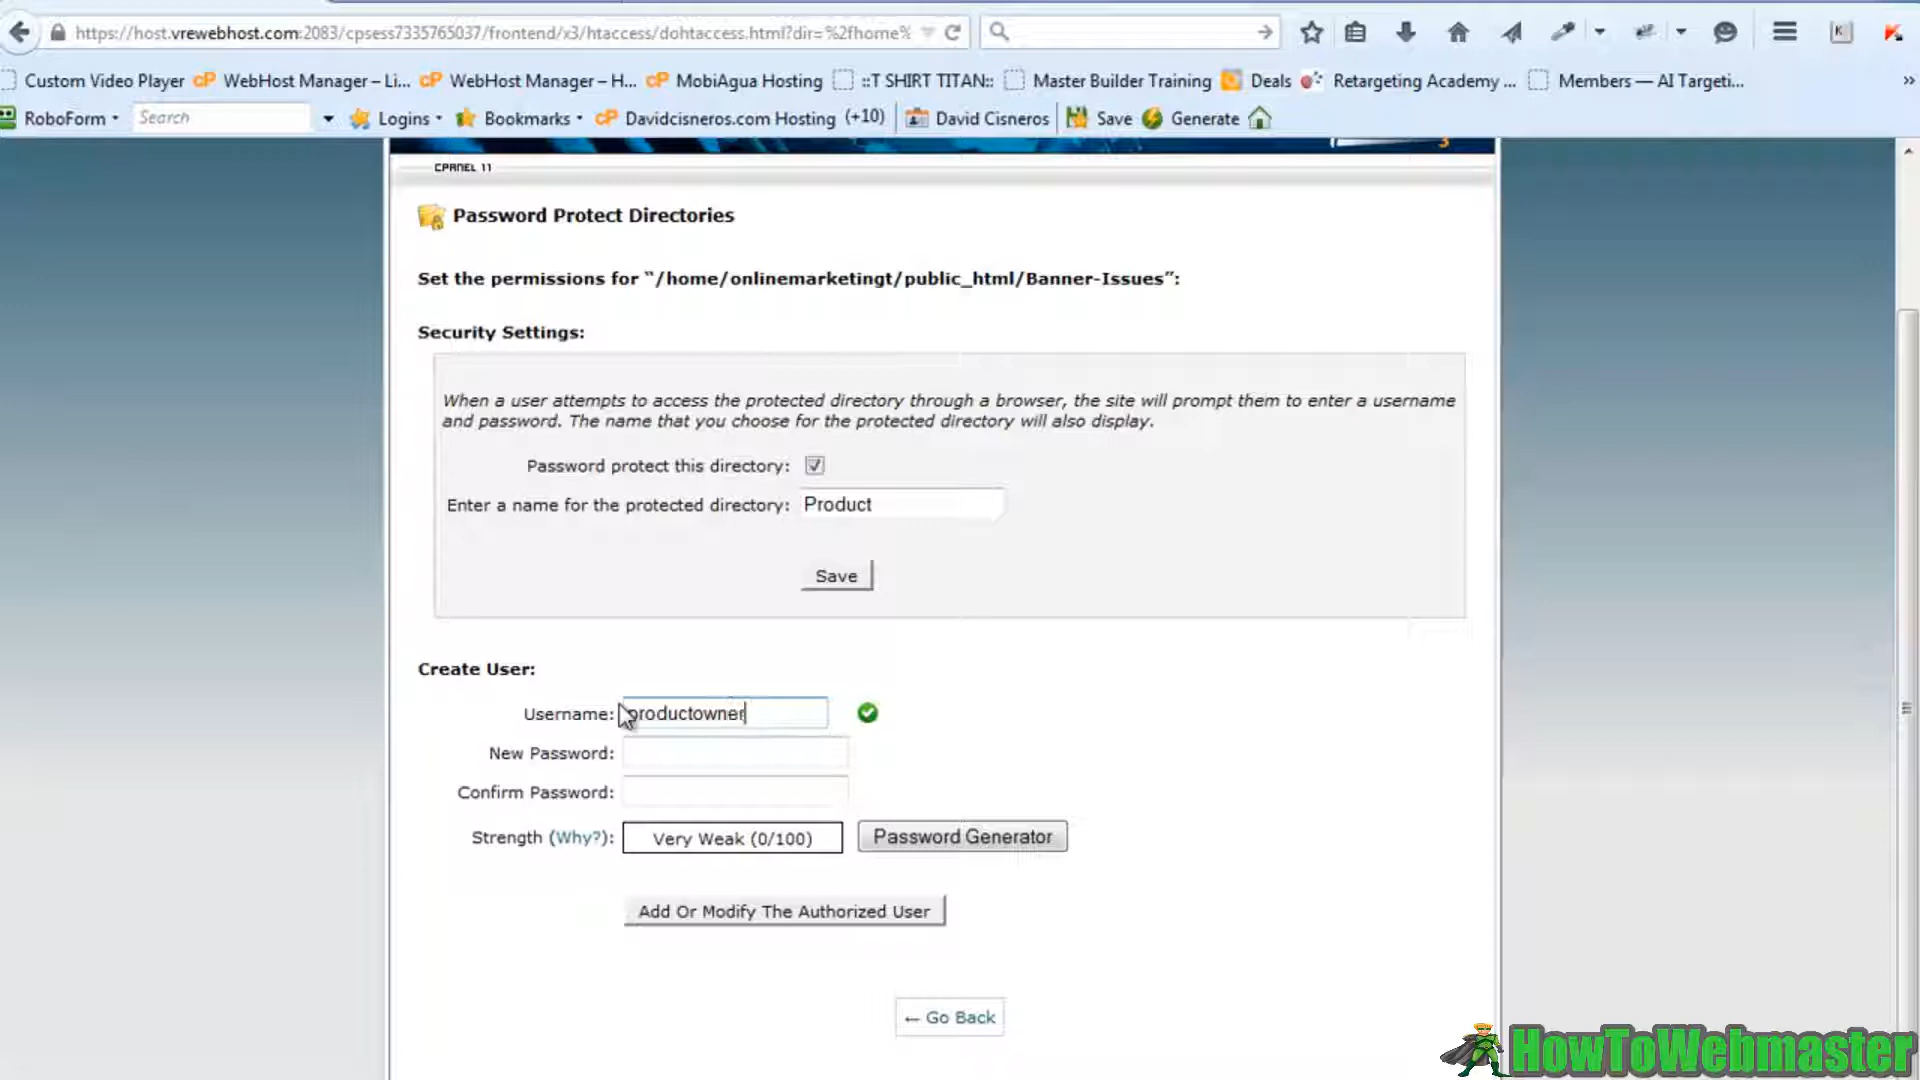 https://host.vrewebhost.com:2083/cpsess7335765037/frontend/x3/htaccess/dohtaccess.html?dir=%2fhome%
Custom Video Player cP WebHost Manager – Li... cP WebHost Manager – H... cP MobiAgua Hosting ::T SHIRT TITAN:: Master Builder Training Deals Retargeting Academy ... Members — AI Targeti... »
RoboForm Search Logins Bookmarks cP Davidcisneros.com Hosting (+10) David Cisneros Save Generate
CPANEL 11
Password Protect Directories
Set the permissions for “/home/onlinemarketingt/public_html/Banner-Issues”:
Security Settings:
When a user attempts to access the protected directory through a browser, the site will prompt them to enter a username
and password. The name that you choose for the protected directory will also display.
Password protect this directory:
Enter a name for the protected directory: Product
Save
Create User:
Username: productowner
New Password:
Confirm Password:
Strength (Why?): Very Weak (0/100) Password Generator
Add Or Modify The Authorized User
← Go Back
HowToWebmaster